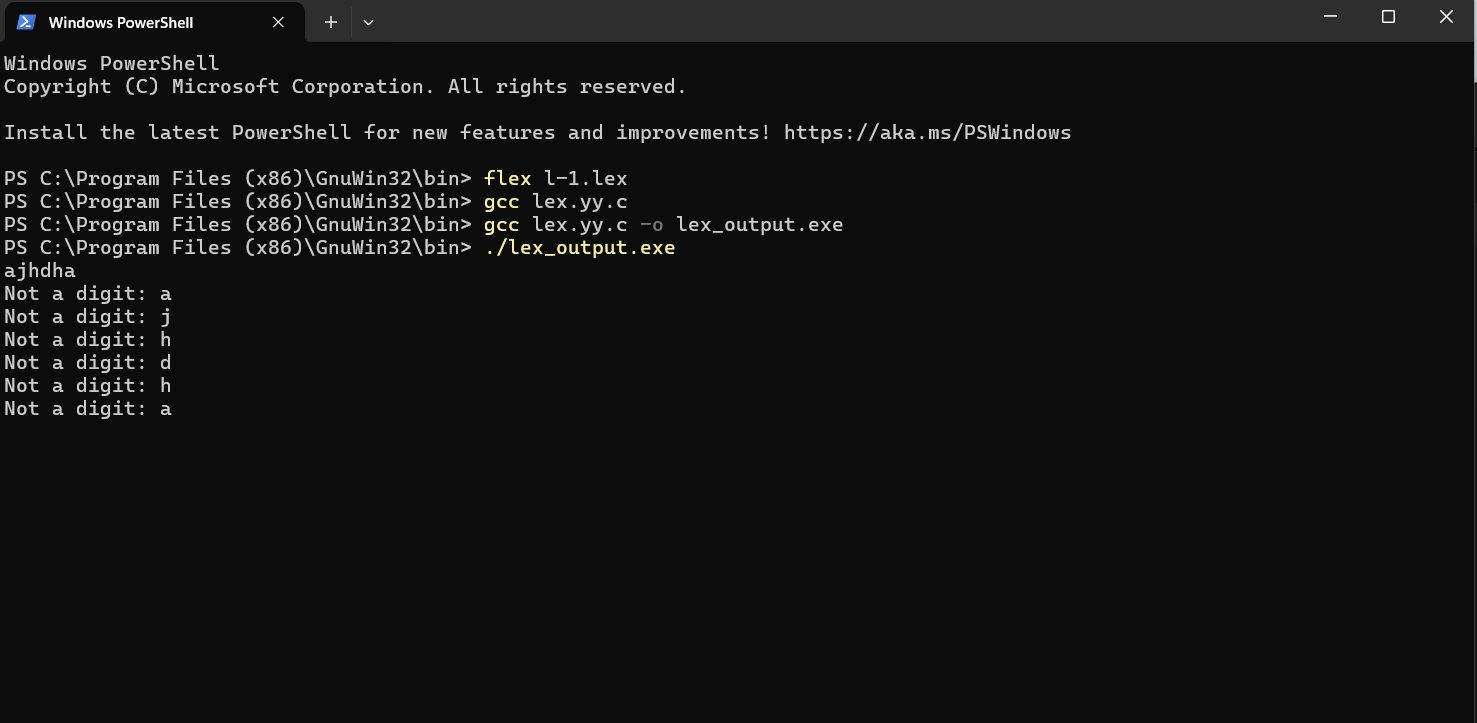 Windows PowerShell
Windows PowerShell
Copyright (C) Microsoft Corporation. All rights reserved.
Install the latest PowerShell for new features and improvements! https://aka.ms/PSWindows
PS C:\Program Files (x86)\GnuWin32\bin> flex l-1.lex
PS C:\Program Files (x86)\GnuWin32\bin> gcc lex.yy.c
PS C:\Program Files (x86)\GnuWin32\bin> gcc lex.yy.c -o lex_output.exe
PS C:\Program Files (x86)\GnuWin32\bin> ./lex_output.exe
ajhdha
Not a digit: a
Not a digit: j
Not a digit: h
Not a digit: d
Not a digit: h
Not a digit: a